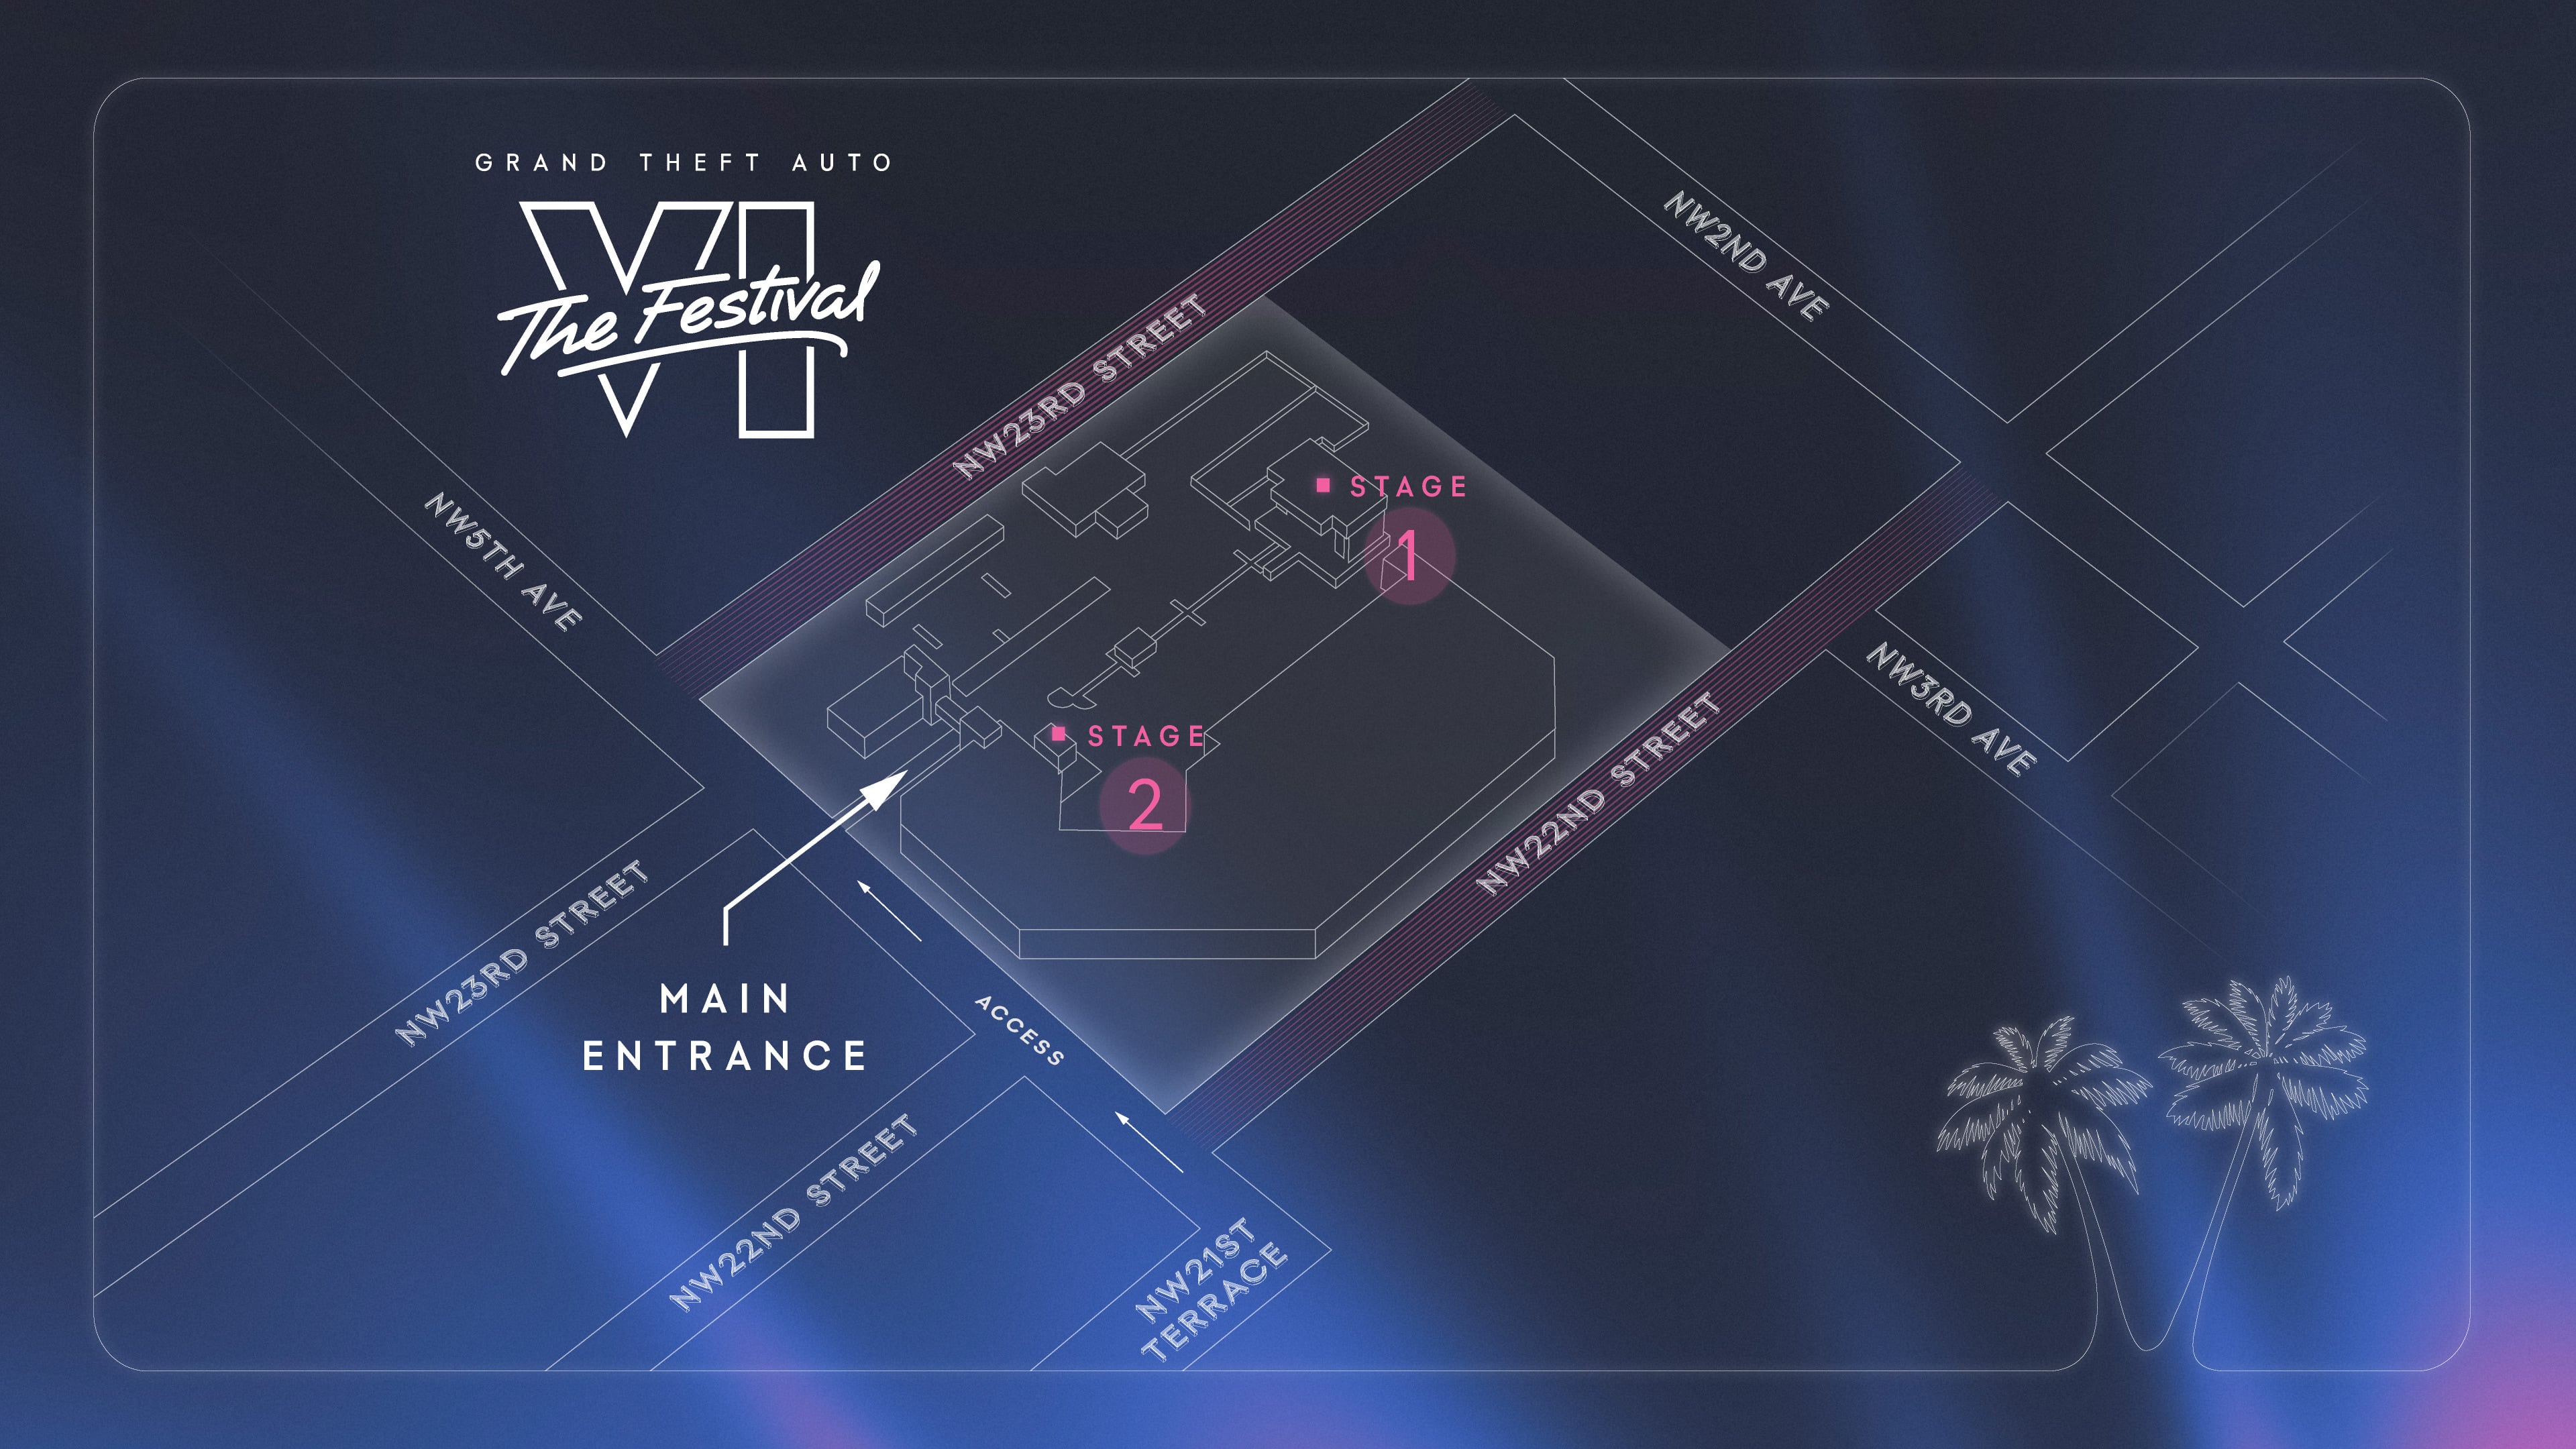 GRAND THEFT AUTO
VI
The Festival
NW2ND AVE
NW23RD STREET
NW5TH AVE
STAGE
1
STAGE
2
NW3RD AVE
NW22ND STREET
NW23RD STREET
MAIN
ENTRANCE
ACCESS
NW22ND STREET
NW21ST
TERRACE